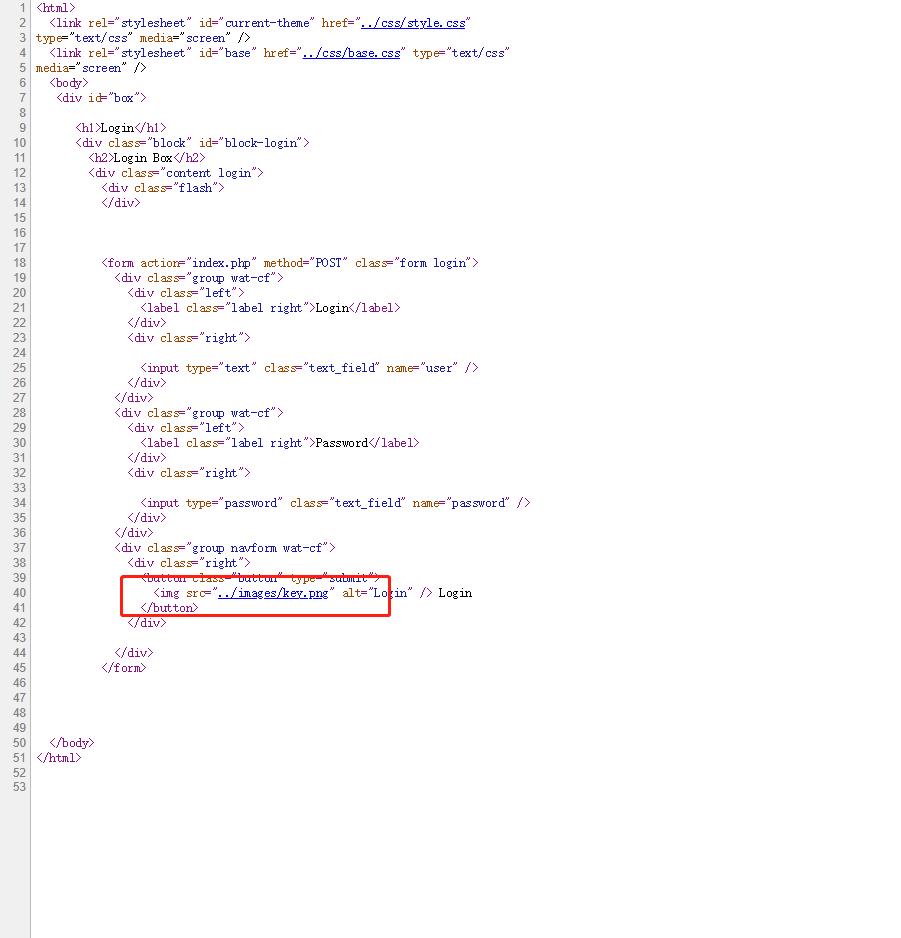 1 <html>
2 <link rel="stylesheet" id="current-theme" href="../css/style.css"
3 type="text/css" media="screen" />
4 <link rel="stylesheet" id="base" href="../css/base.css" type="text/css"
5 media="screen" />
6 <body>
7 <div id="box">
8
9 <h1>Login</h1>
10 <div class="block" id="block-login">
11 <h2>Login Box</h2>
12 <div class="content login">
13 <div class="flash">
14 </div>
15
16
17
18 <form action="index.php" method="POST" class="form login">
19 <div class="group wat-cf">
20 <div class="left">
21 <label class="label right">Login</label>
22 </div>
23 <div class="right">
24
25 <input type="text" class="text_field" name="user" />
26 </div>
27 </div>
28 <div class="group wat-cf">
29 <div class="left">
30 <label class="label right">Password</label>
31 </div>
32 <div class="right">
33
34 <input type="password" class="text_field" name="password" />
35 </div>
36 </div>
37 <div class="group navform wat-cf">
38 <div class="right">
39 <button class="button" type="submit">
40 <img src="../images/key.png" alt="Login" /> Login
41 </button>
42 </div>
43
44 </div>
45 </form>
46
47
48
49
50 </body>
51 </html>
52
53